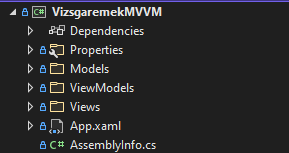 C# VizsgaremekMVVM
Dependencies
Properties
Models
ViewModels
Views
App.xaml
C# AssemblyInfo.cs